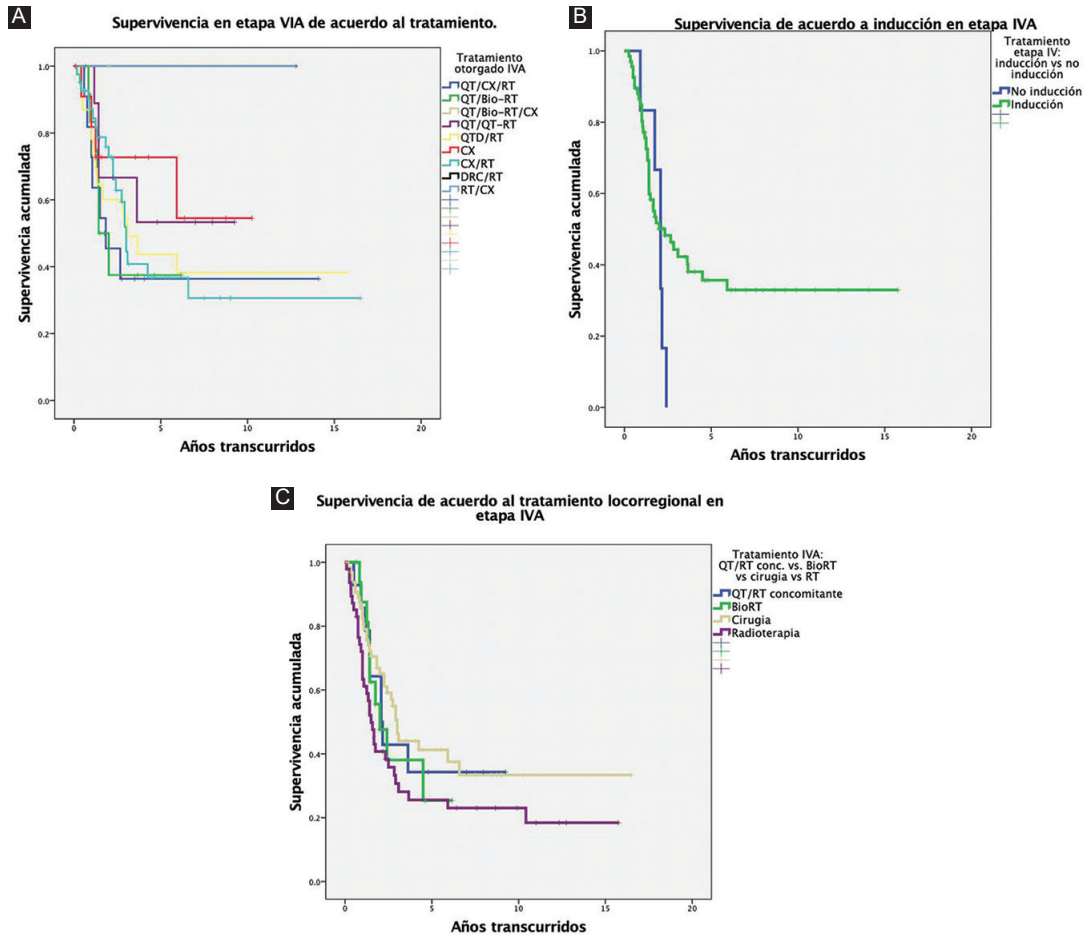 A
Supervivencia en etapa VIA de acuerdo al tratamiento.
Supervivencia acumulada
1.0
0.8
0.6
0.4
0.2
0.0
0
5
10
15
20
Años transcurridos
Tratamiento
otorgado IVA
QT/CX/RT
QT/Bio-RT
QT/Bio-RT/CX
QT/QT-RT
QTD/RT
CX
CX/RT
DRC/RT
RT/CX
B
Supervivencia de acuerdo a inducción en etapa IVA
Supervivencia acumulada
1.0
0.8
0.6
0.4
0.2
0.0
0
5
10
15
20
Años transcurridos
Tratamiento
etapa IV:
inducción vs no
inducción
No inducción
Inducción
C
Supervivencia de acuerdo al tratamiento locorregional en
etapa IVA
Supervivencia acumulada
1.0
0.8
0.6
0.4
0.2
0.0
0
5
10
15
20
Años transcurridos
Tratamiento IVA:
QT/RT conc. vs. BioRT
vs cirugia vs RT
QT/RT concomitante
BioRT
Cirugia
Radioterapia